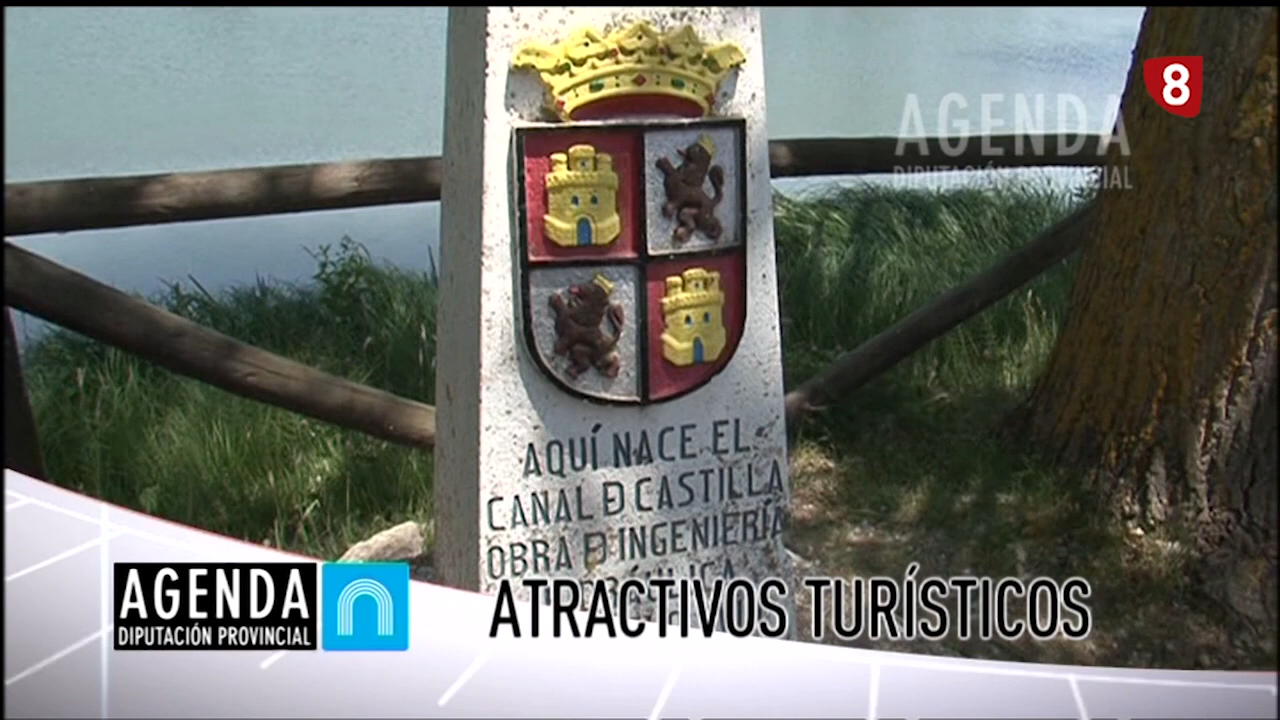 8
AGENDA
DIPUTACIÓN PROVINCIAL
AQUÍ NACE EL
CANAL Đ CASTILLA
OBRA Đ INGENIERÍA
AGENDA
DIPUTACIÓN PROVINCIAL
ATRACTIVOS TURÍSTICOS